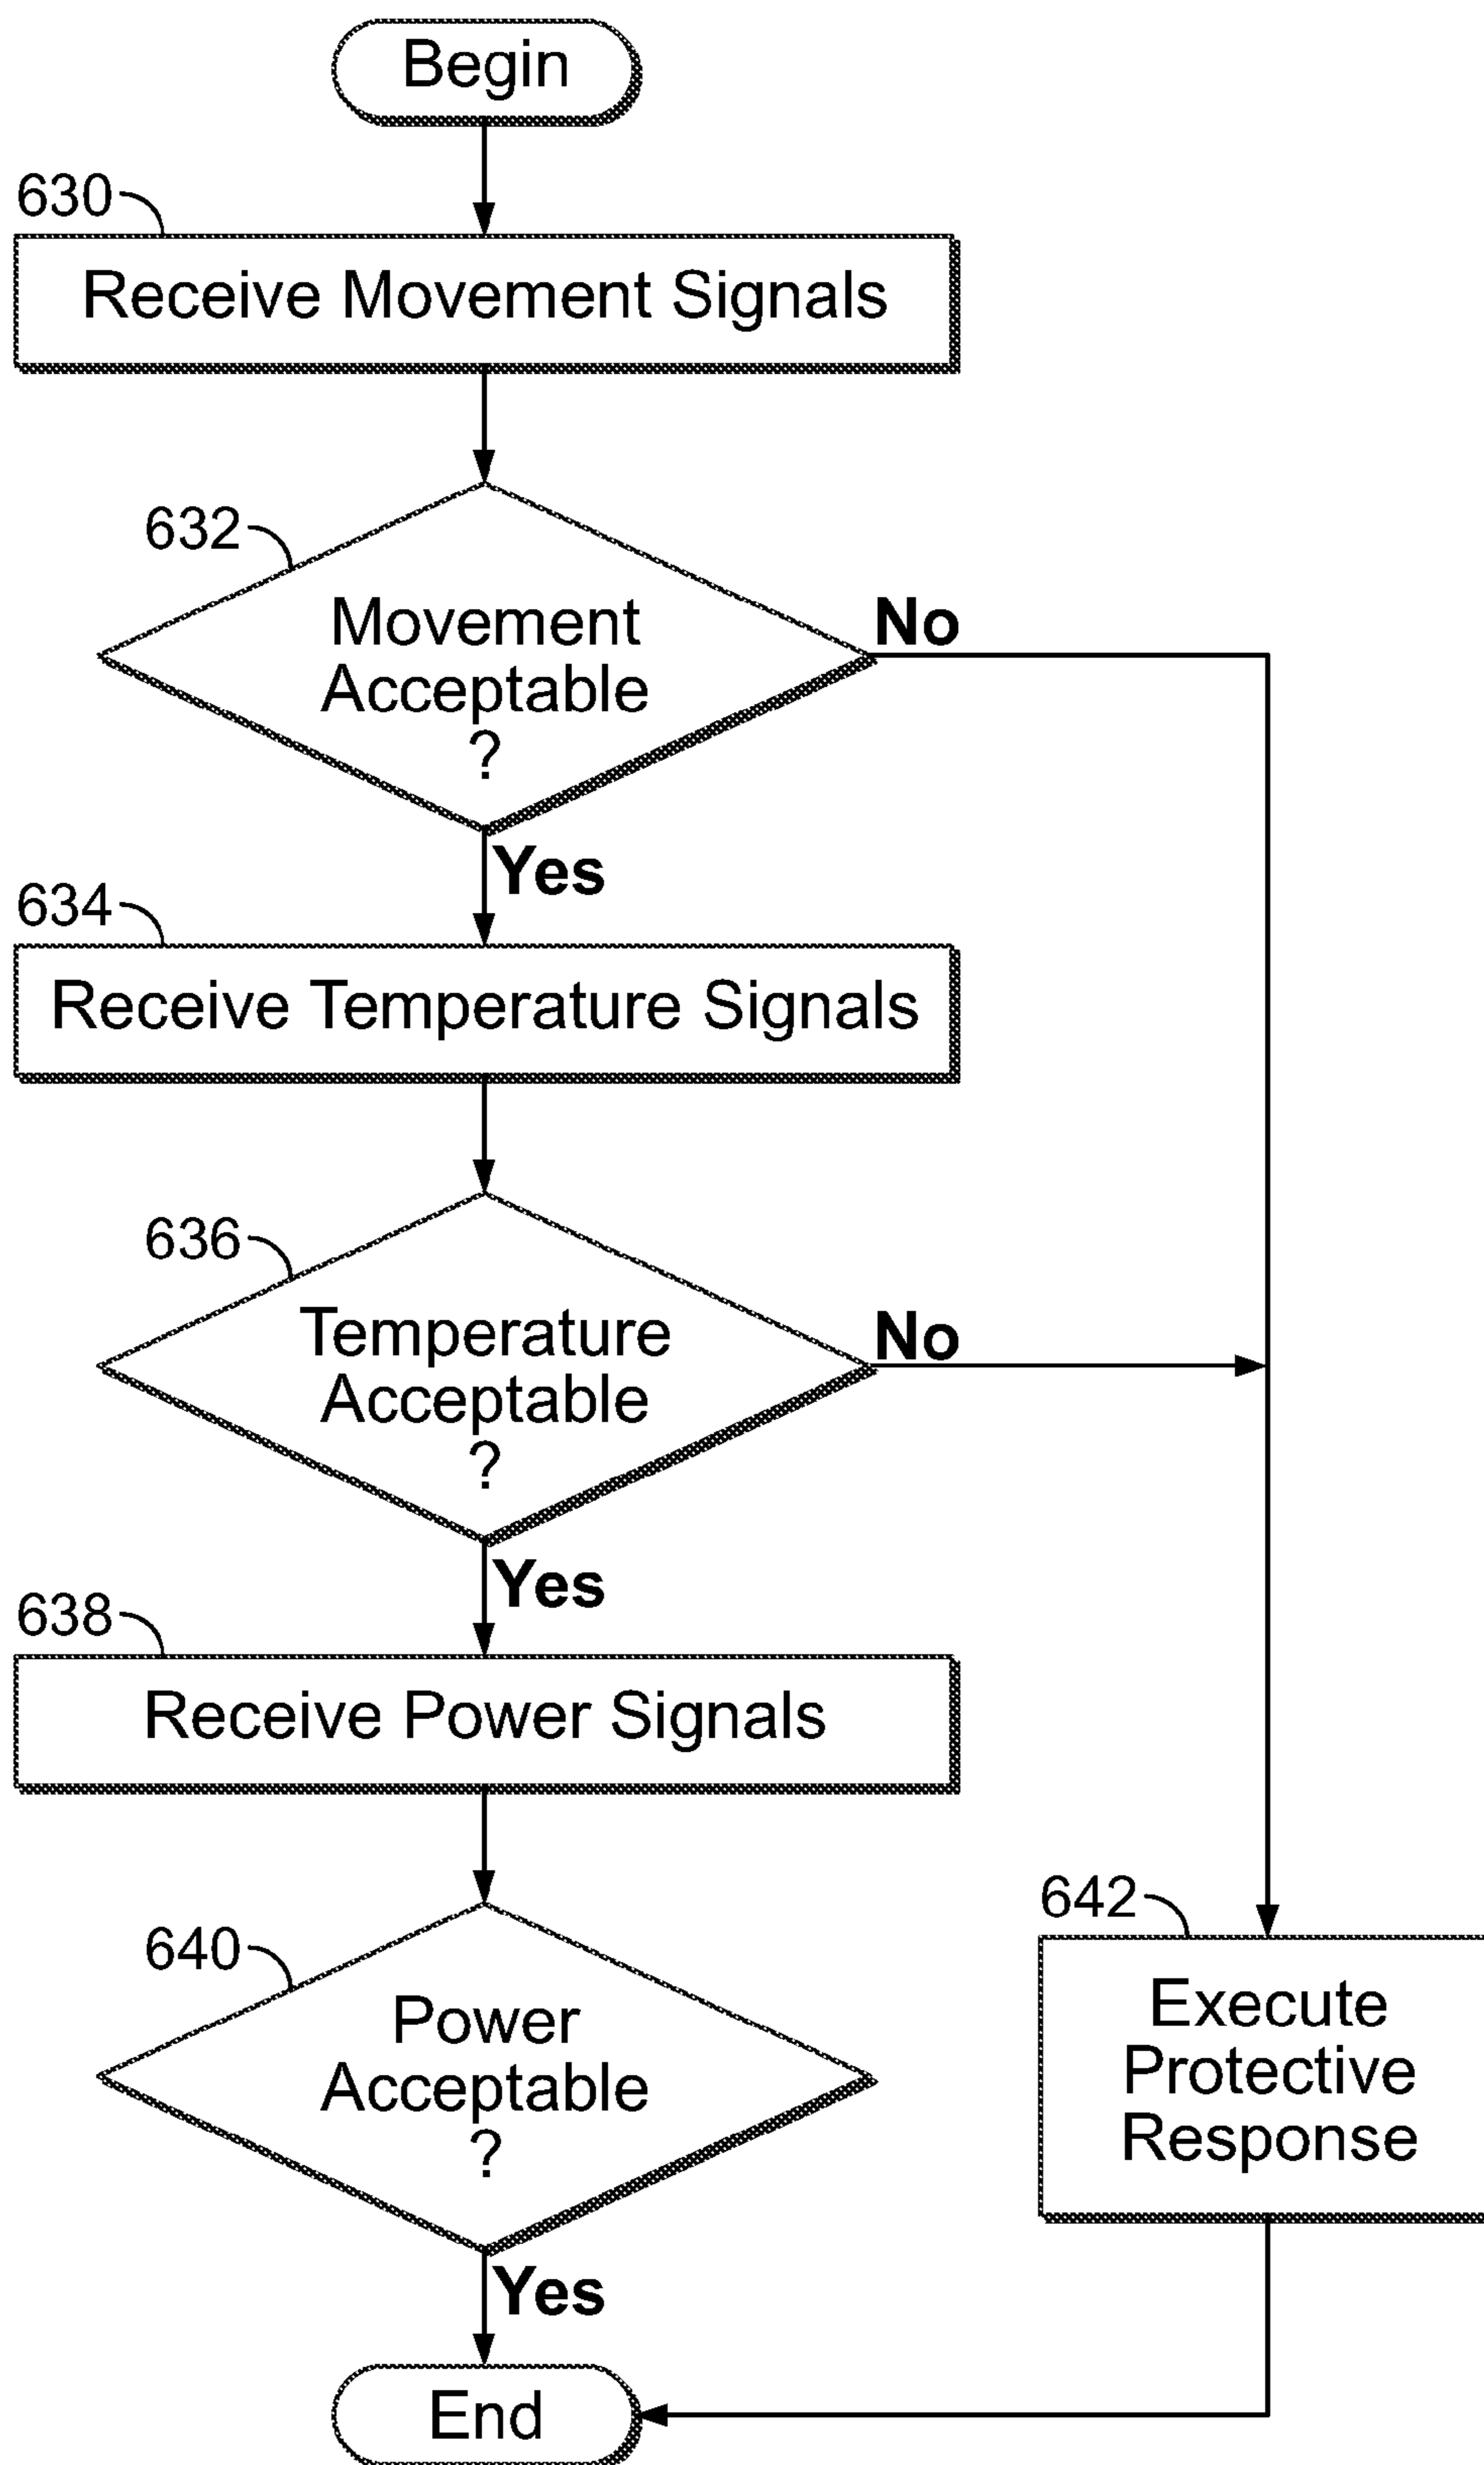 Begin
630
Receive Movement Signals
632
Movement
Acceptable
?
No
Yes
634
Receive Temperature Signals
636
Temperature
Acceptable
?
No
Yes
638
Receive Power Signals
640
Power
Acceptable
?
Yes
642
Execute
Protective
Response
End